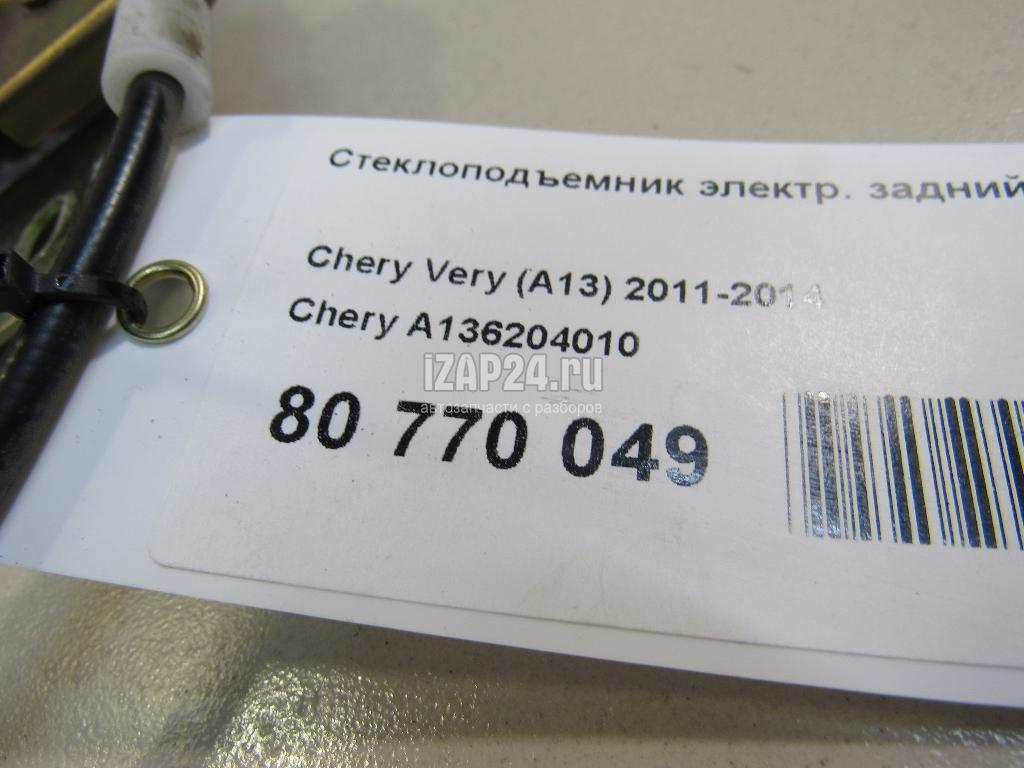 Стеклоподъемник электр. задний
Chery Very (A13) 2011-2014
Chery A136204010
iZAP24.ru
автозапчасти с разборов
80 770 049